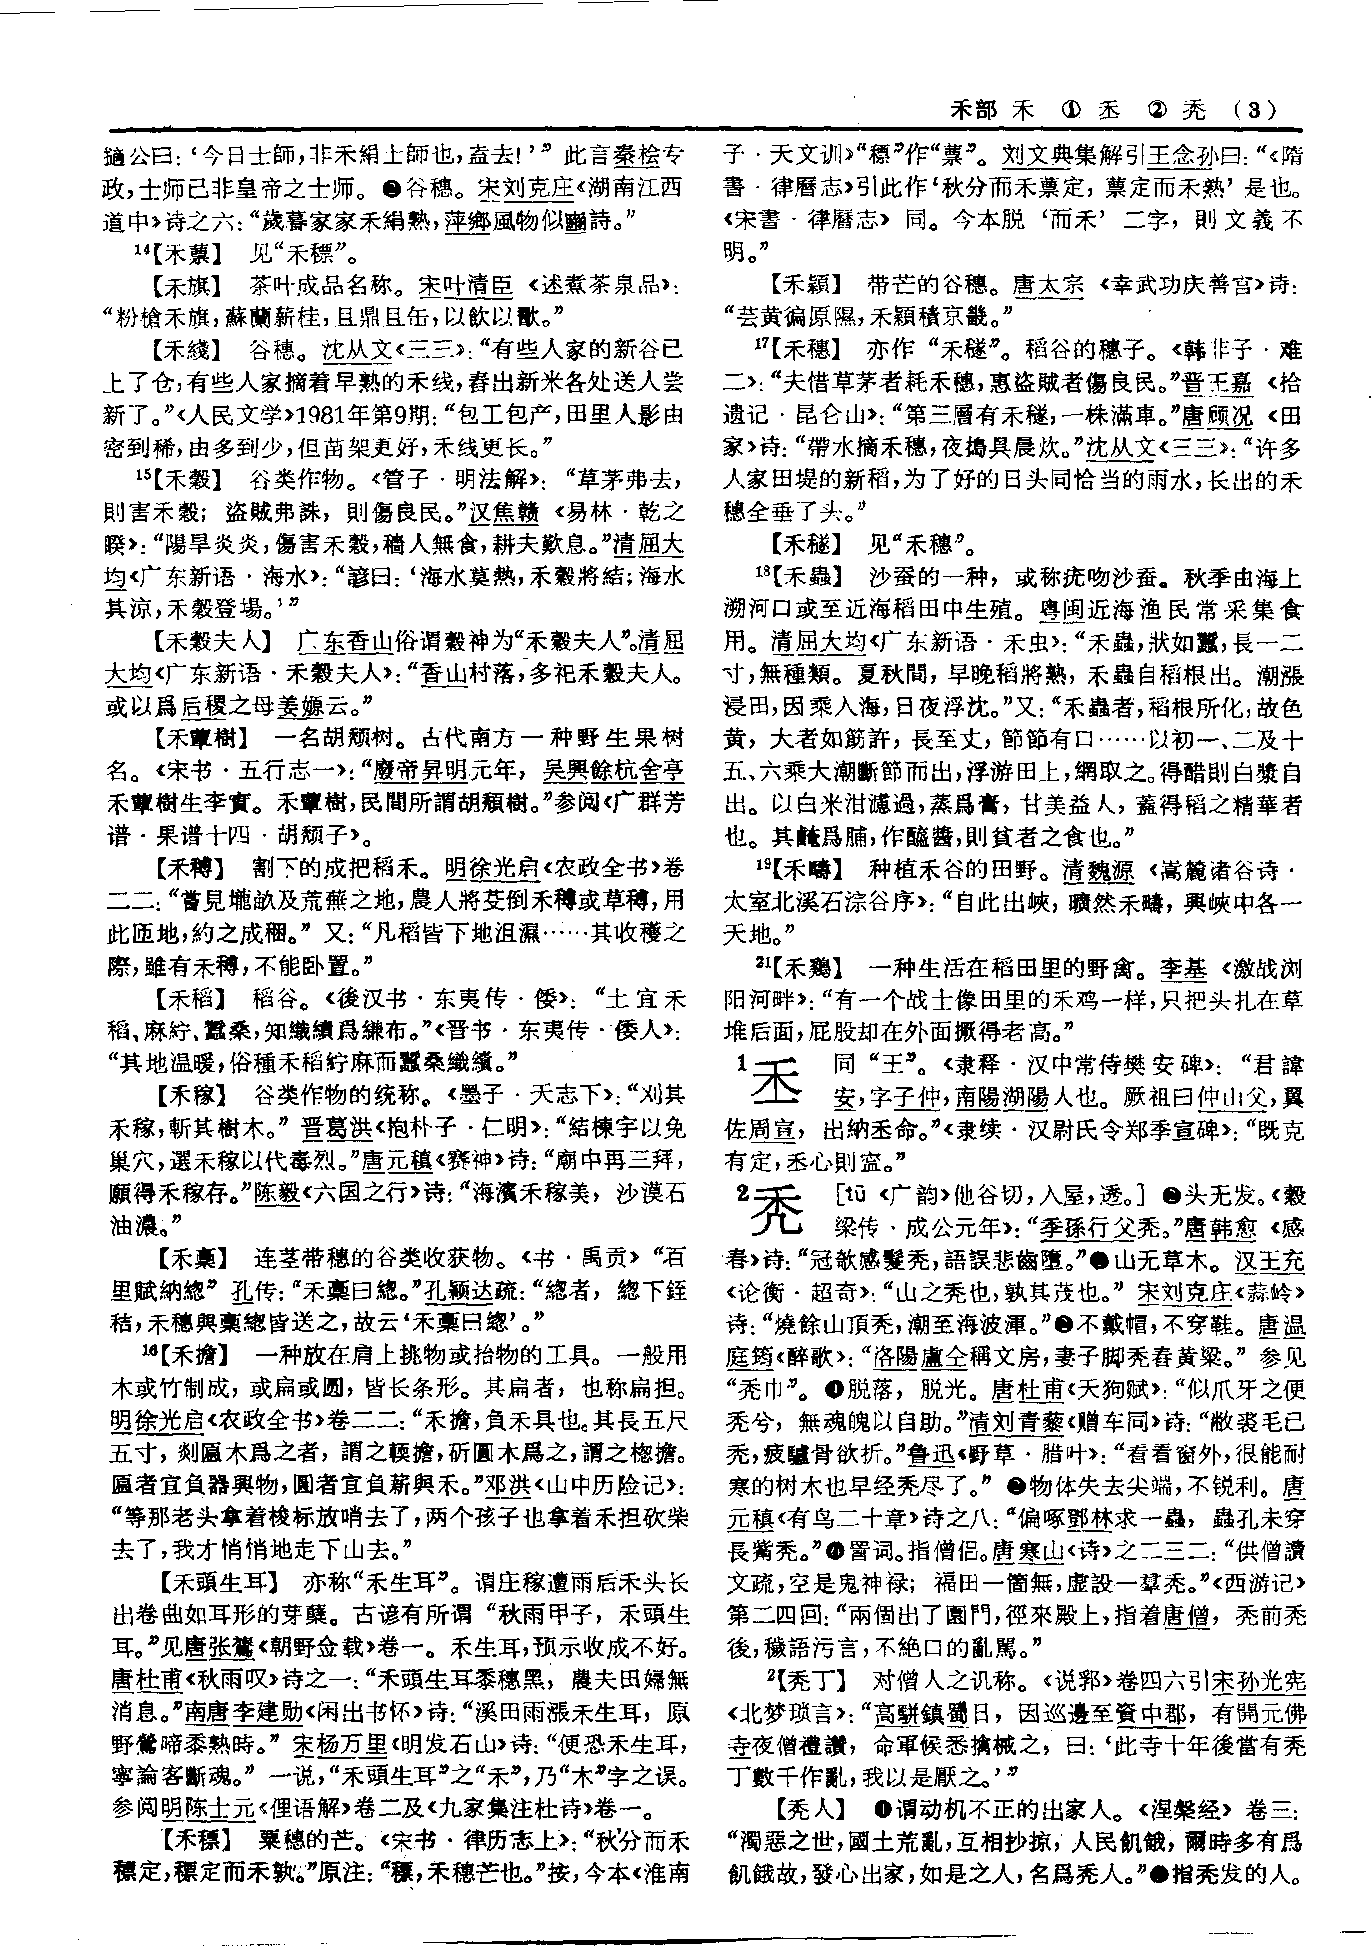 禾部 禾 ① 𠀘 ② 秃 (3)
公曰:‘今日士師,非禾絹士師也,盍去!’” 此言秦桧专
政,士师已非皇帝之士师。❷谷穗。宋刘克庄《湖南江西
道中》诗之六:“歲暮家家禾絹熟,萍鄉風物似豳詩。”
14【禾蔈】 见“禾秒”。
【禾旗】 茶叶成品名称。宋叶清臣《述煮茶泉品》:
“粉槍禾旗,蘇蘭薪桂,且鼎且缶,以飲以歠。”
【禾綫】 谷穗。沈从文《三三》:“有些人家的新谷已
上了仓;有些人家摘着早熟的禾线,舂出新米各处送人尝
新了。”《人民文学》1981年第9期:“包工包产,田里人影由
密到稀,由多到少,但苗架更好,禾线更长。”
15【禾穀】 谷类作物。《管子·明法解》:“草茅弗去,
則害禾穀;盗賊弗誅,則傷良民。”汉焦赣《易林·乾之
睽》:“陽旱炎炎,傷害禾穀,穡人無食,耕夫歎息。”清屈大
均《广东新语·海水》:“諺曰:‘海水莫熱,禾穀將結;海水
其涼,禾穀登場。’”
【禾穀夫人】 广东香山俗谓穀神为“禾穀夫人”。清屈
大均《广东新语·禾穀夫人》:“香山村落,多祀禾穀夫人。
或以爲后稷之母姜嫄云。”
【禾蕈樹】 一名胡颓树。古代南方一种野生果树
名。《宋书·五行志一》:“廢帝昇明元年,吳興餘杭舍亭
禾蕈樹生李實。禾蕈樹,民間所謂胡頹樹。”参阅《广群芳
谱·果谱十四·胡颓子》。
【禾䅭】 割下的成把稻禾。明徐光启《农政全书》卷
二二:“嘗見壠畝及荒蕪之地,農人將芟倒禾䅭或草䅭,用
此匝地,約之成稛。” 又:“凡稻皆下地沮濕……其收穫之
際,雖有禾䅭,不能卧置。”
【禾稻】 稻谷。《後汉书·东夷传·倭》:“土宜禾
稻、麻紵、蠶桑,知織績爲縑布。”《晋书·东夷传·倭人》:
“其地温暖,俗種禾稻紵麻而蠶桑織績。”
【禾稼】 谷类作物的统称。《墨子·天志下》:“刈其
禾稼,斬其樹木。” 晋葛洪《抱朴子·仁明》:“結棟宇以免
巢穴,選禾稼以代毒烈。”唐元稹《赛神》诗:“廟中再三拜,
願得禾稼存。”陈毅《六国之行》诗:“海濱禾稼美,沙漠石
油濃。”
【禾稾】 连茎带穗的谷类收获物。《书·禹贡》“百
里賦納緫” 孔传:“禾稾曰緫。”孔颖达疏:“緫者,緫下銍
秸,禾穗與稾緫皆送之,故云‘禾稾曰緫’。”
16【禾擔】 一种放在肩上挑物或抬物的工具。一般用
木或竹制成,或扁或圆,皆长条形。其扁者,也称扁担。
明徐光启《农政全书》卷二二:“禾擔,負禾具也。其長五尺
五寸,剡匾木爲之者,謂之輭擔,斫圓木爲之,謂之楤擔。
匾者宜負器與物,圓者宜負薪與禾。”邓洪《山中历险记》:
“等那老头拿着梭标放哨去了,两个孩子也拿着禾担砍柴
去了,我才悄悄地走下山去。”
【禾頭生耳】 亦称“禾生耳”。谓庄稼遭雨后禾头长
出卷曲如耳形的芽蘖。古谚有所谓“秋雨甲子,禾頭生
耳。”见唐张鷟《朝野佥载》卷一。禾生耳,预示收成不好。
唐杜甫《秋雨叹》诗之一:“禾頭生耳黍穗黑,農夫田婦無
消息。”南唐李建勋《闲出书怀》诗:“溪田雨漲禾生耳,原
野鶯啼黍熟時。” 宋杨万里《明发石山》诗:“便恐禾生耳,
寧論客斷魂。” 一说,“禾頭生耳”之“禾”,乃“木”字之误。
参阅明陈士元《俚语解》卷二及《九家集注杜诗》卷一。
【禾秒】 粟穗的芒。《宋书·律历志上》:“秋分而禾
定,定而禾孰。”原注:“,禾穗芒也。”按,今本《淮南
子·天文训》“”作“蔈”。刘文典集解引王念孙曰:“《隋
書·律曆志》引此作‘秋分而禾蔈定,蔈定而禾熟’是也。
《宋書·律曆志》同。今本脱‘而禾’二字,則文義不
明。”
【禾穎】 带芒的谷穗。唐太宗《幸武功庆善宫》诗:
“芸黄徧原隰,禾穎積京畿。”
17【禾穗】 亦作“禾䆃”。稻谷的穗子。《韩非子·难
二》:“夫惜草茅者耗禾穗,惠盗賊者傷良民。”晋王嘉《拾
遗记·昆仑山》:“第三層有禾穟,一株滿車。”唐顾况《田
家》诗:“帶水摘禾穗,夜搗具晨炊。”沈从文《三三》:“许多
人家田堤的新稻,为了好的日头同恰当的雨水,长出的禾
穗全垂了头。”
【禾穟】 见“禾穗”。
18【禾蟲】 沙蚕的一种,或称疣吻沙蚕。秋季由海上
溯河口或至近海稻田中生殖。粤闽近海渔民常采集食
用。清屈大均《广东新语·禾虫》:“禾蟲,狀如蠶,長一二
寸,無種類。夏秋間,早晚稻將熟,禾蟲自稻根出。潮漲
浸田,因乘入海,日夜浮沈。”又:“禾蟲者,稻根所化,故色
黄,大者如筯許,長至丈,節節有口……以初一、二及十
五、六乘大潮斷節而出,浮游田上,網取之。得醋則白漿自
出。以白米泔濾過,蒸爲膏,甘美益人,蓋得稻之精華者
也。其醃爲脯,作醯醬,則貧者之食也。”
19【禾疇】 种植禾谷的田野。清魏源《嵩麓诸谷诗·
太室北溪石淙谷序》:“自此出峽,曠然禾疇,與峽中各一
天地。”
21【禾鷄】 一种生活在稻田里的野禽。李基《激战浏
阳河畔》:“有一个战士像田里的禾鸡一样,只把头扎在草
堆后面,屁股却在外面撅得老高。”
1 𠀘 同“王”。《隶释·汉中常侍樊安碑》:“君諱
安,字子仲,南陽湖陽人也。厥祖曰仲山父,翼
佐周宣,出納𠀘命。”《隶续·汉尉氏令郑季宣碑》:“既克
有定,𠀘心則寍。”
2 秃 [tū 《广韵》他谷切,入屋,透。] ❶头无发。《穀
梁传·成公元年》:“季孫行父秃。”唐韩愈《感
春》诗:“冠欹感髮秃,語誤悲齒墮。”❷山无草木。汉王充
《论衡·超奇》:“山之秃也,孰其茂也。” 宋刘克庄《蒜岭》
诗:“燒餘山頂秃,潮至海波渾。”❸不戴帽,不穿鞋。唐温
庭筠《醉歌》:“洛陽盧仝稱文房,妻子脚秃舂黄粱。” 参见
“秃巾”。❹脱落,脱光。唐杜甫《天狗赋》:“似爪牙之便
秃兮,無魂魄以自助。”清刘青藜《赠车同》诗:“敝裘毛已
秃,疲驢骨欲折。”鲁迅《野草·腊叶》:“看看窗外,很能耐
寒的树木也早经秃尽了。” ❺物体失去尖端,不锐利。唐
元稹《有鸟二十章》诗之八:“偏啄鄧林求一蟲,蟲孔未穿
長觜秃。”❻詈词。指僧侣。唐寒山《诗》之二三二:“供僧讀
文疏,空是鬼神禄;福田一箇無,虚設一羣秃。”《西游记》
第二四回:“兩個出了園門,徑來殿上,指着唐僧,秃前秃
後,穢語污言,不絶口的亂駡。”
2【秃丁】 对僧人之讥称。《说郛》卷四六引宋孙光宪
《北梦琐言》:“高駢鎮蜀日,因巡邊至資中郡,有開元佛
寺夜僧禮讚,命軍候悉擒械之,曰:‘此寺十年後當有秃
丁數千作亂,我以是厭之。’”
【秃人】 ❶谓动机不正的出家人。《涅槃经》卷三:
“濁惡之世,國土荒亂,互相抄掠,人民飢餓,爾時多有爲
飢餓故,發心出家,如是之人,名爲秃人。”❷指秃发的人。